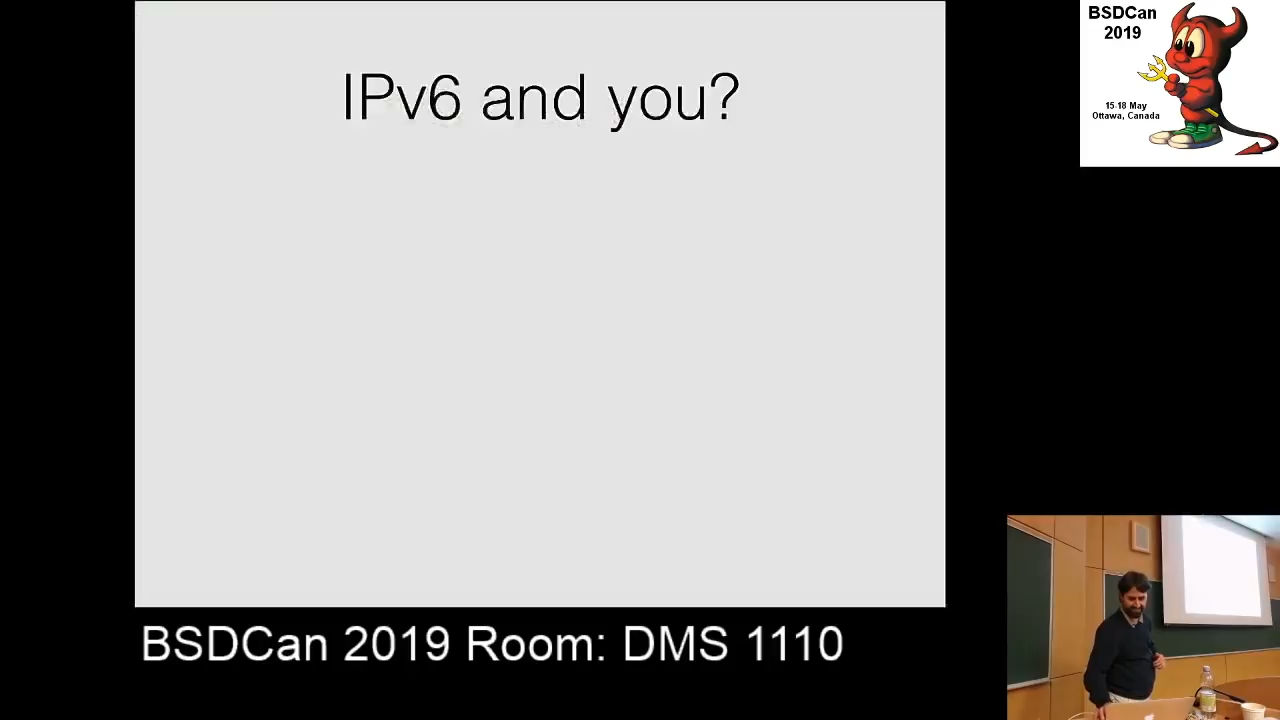 IPv6 and you?
BSDCan
2019
15-18 May
Ottawa, Canada
BSDCan 2019 Room: DMS 1110